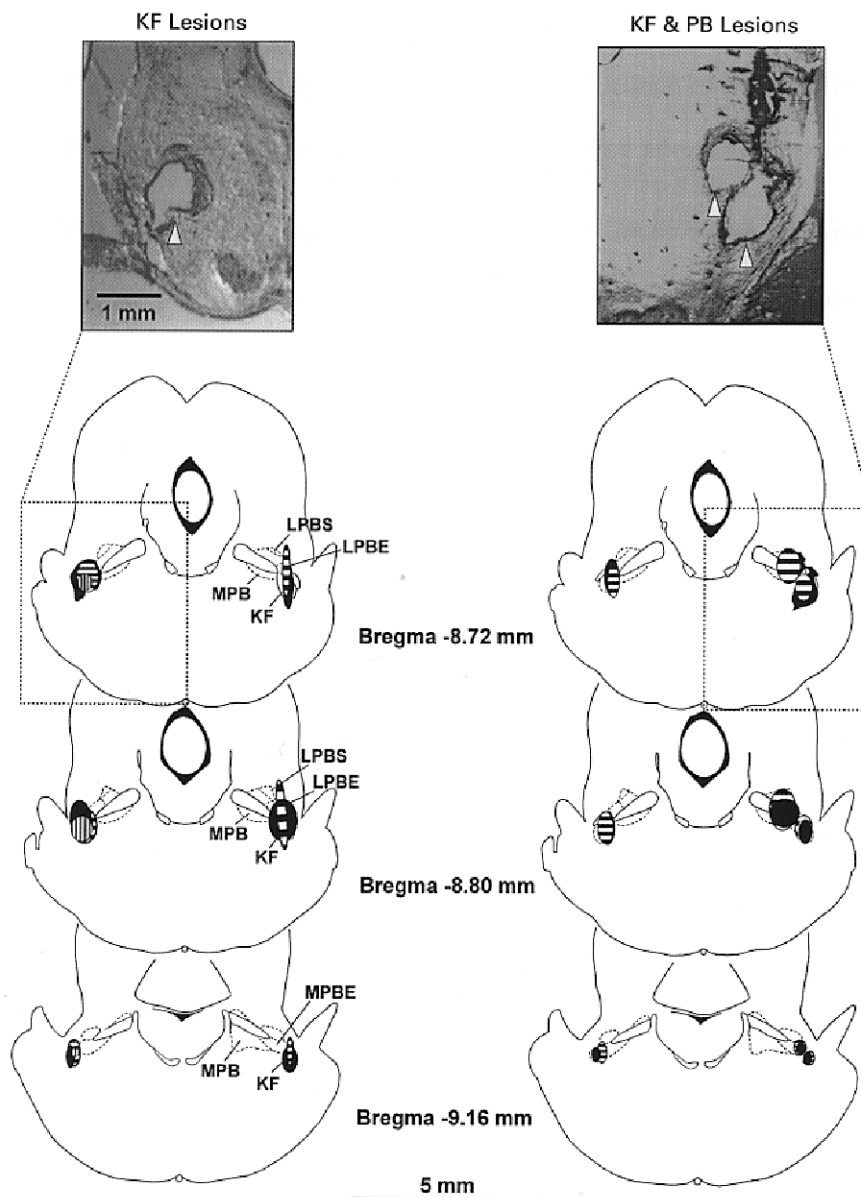 KF Lesions
KF & PB Lesions
1 mm
LPBS
LPBE
MPB
KF
Bregma -8.72 mm
LPBS
LPBE
MPB
KF
Bregma -8.80 mm
MPBE
MPB
KF
Bregma -9.16 mm
5 mm